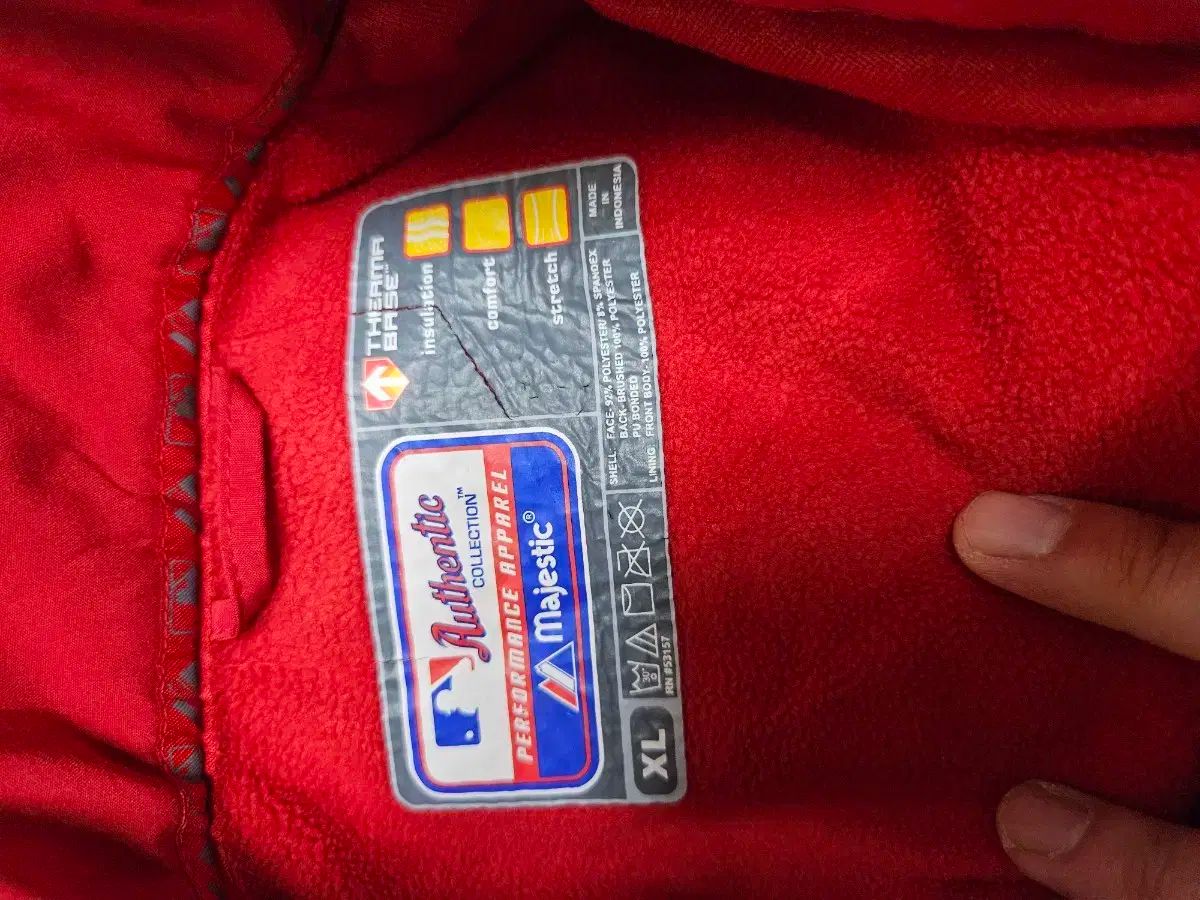 Authentic
COLLECTION™
PERFORMANCE APPAREL
Majestic®
THERMA
BASE™
insulation
comfort
stretch
XL
30°
RN #53157
SHELL: FACE- 92% POLYESTER/ 8% SPANDEX
BACK- BRUSHED 100% POLYESTER
PU BONDED
LINING: FRONT BODY- 100% POLYESTER
MADE
IN
INDONESIA